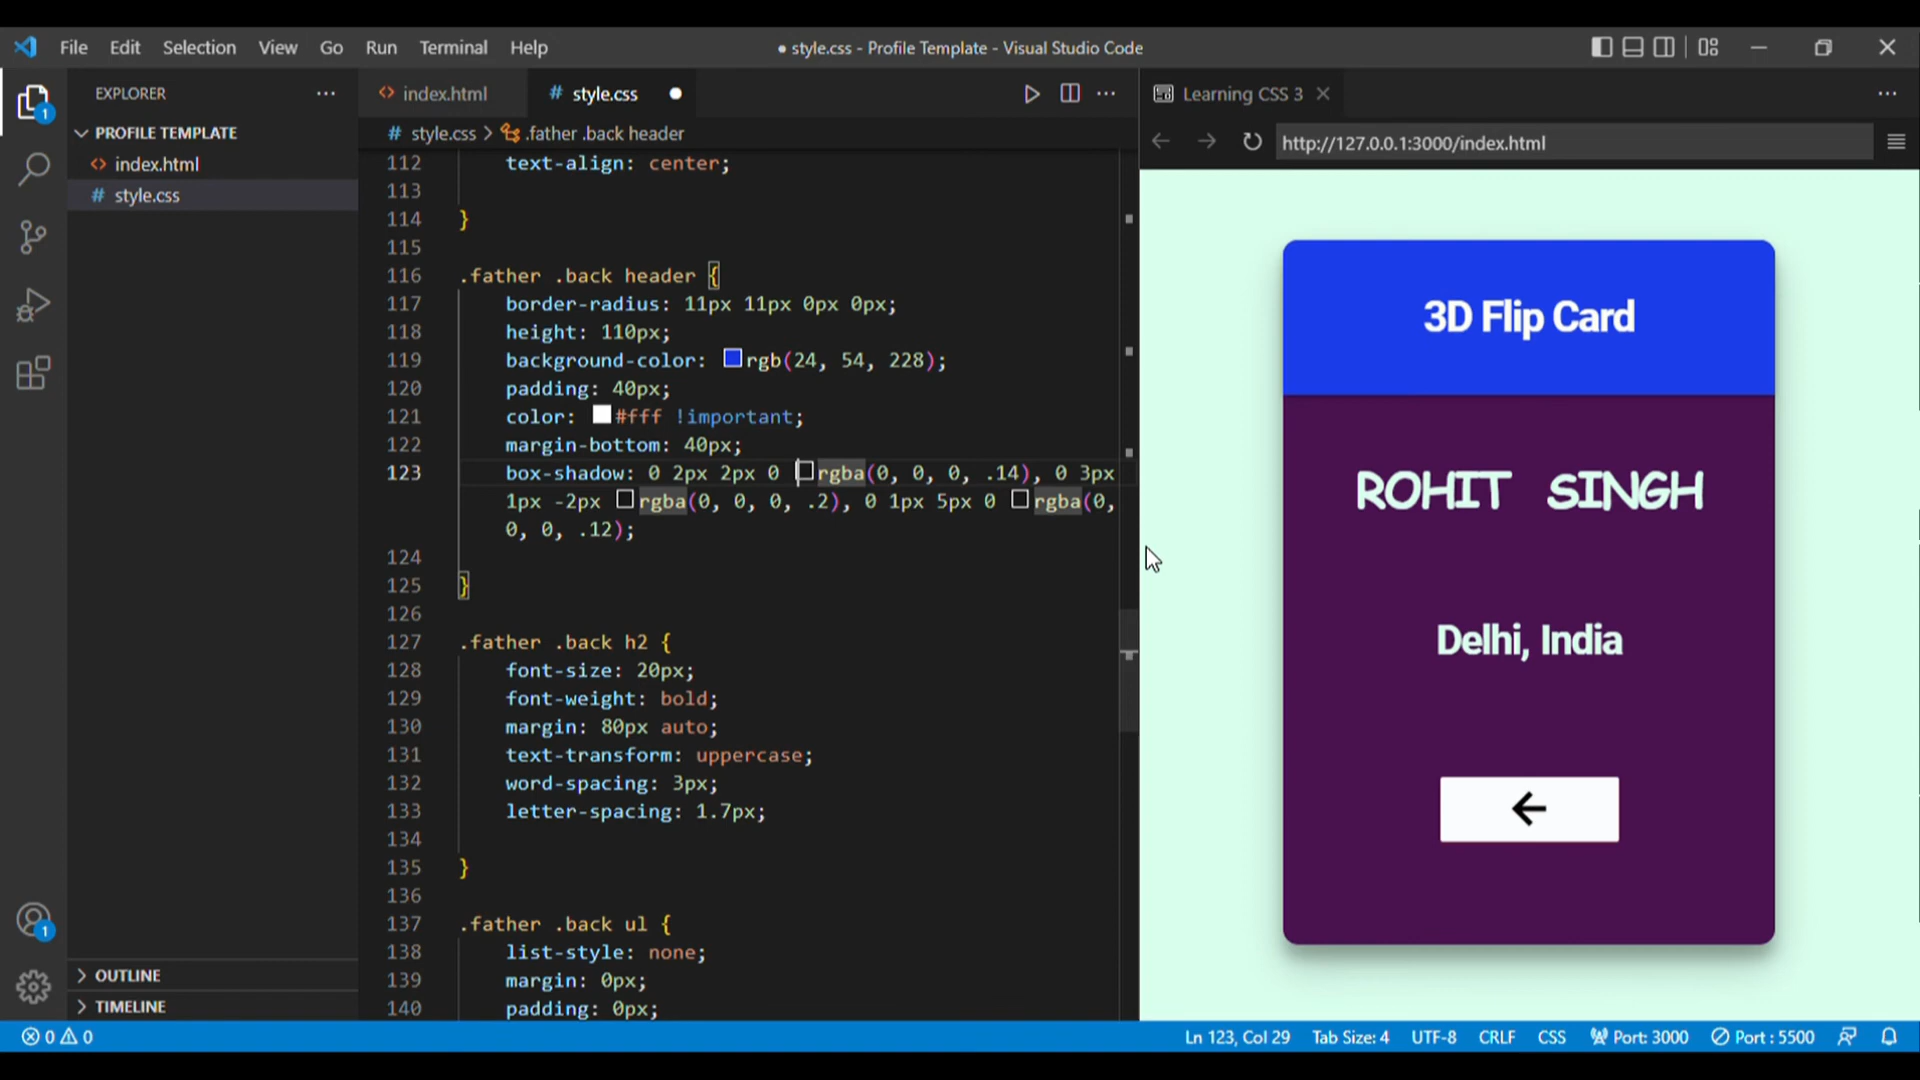 File Edit Selection View Go Run Terminal Help
● style.css - Profile Template - Visual Studio Code
EXPLORER
PROFILE TEMPLATE
index.html
style.css
OUTLINE
TIMELINE
1
1
index.html
# style.css
# style.css > .father .back header
112 text-align: center;
113
114 }
115
116 .father .back header {
117 border-radius: 11px 11px 0px 0px;
118 height: 110px;
119 background-color: rgb(24, 54, 228);
120 padding: 40px;
121 color: #fff !important;
122 margin-bottom: 40px;
123 box-shadow: 0 2px 2px 0 rgba(0, 0, 0, .14), 0 3px
1px -2px rgba(0, 0, 0, .2), 0 1px 5px 0 rgba(0,
0, 0, .12);
124
125 }
126
127 .father .back h2 {
128 font-size: 20px;
129 font-weight: bold;
130 margin: 80px auto;
131 text-transform: uppercase;
132 word-spacing: 3px;
133 letter-spacing: 1.7px;
134
135 }
136
137 .father .back ul {
138 list-style: none;
139 margin: 0px;
140 padding: 0px;
Learning CSS 3
http://127.0.0.1:3000/index.html
3D Flip Card
ROHIT SINGH
Delhi, India
0 0
Ln 123, Col 29 Tab Size: 4 UTF-8 CRLF CSS Port: 3000 Port : 5500